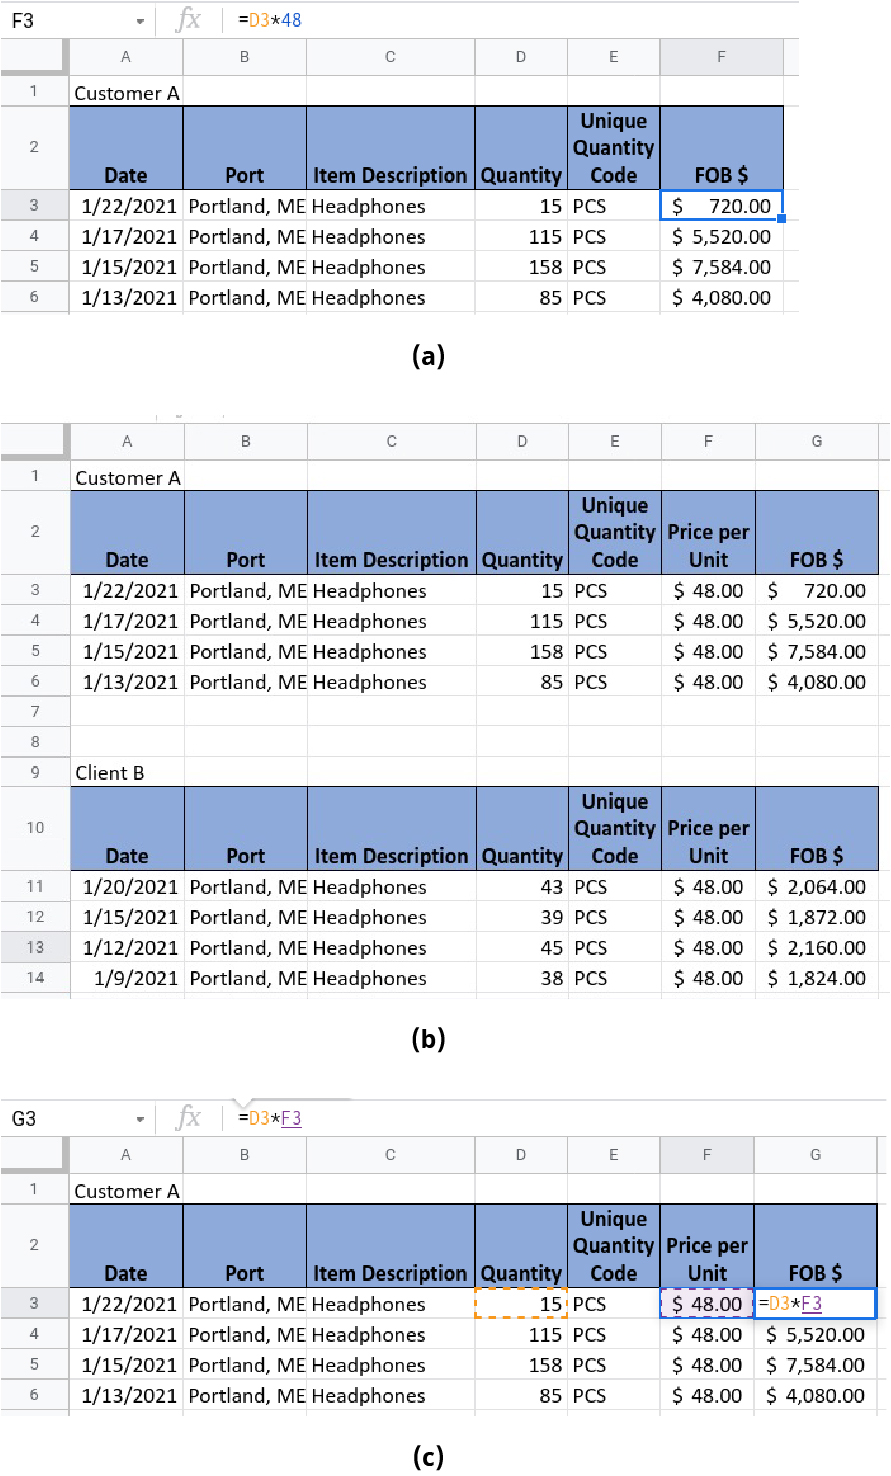 F3 fx =D3*48
A B C D E F
1 Customer A
Unique
2 Quantity
Date Port Item Description Quantity Code FOB $
3 1/22/2021 Portland, ME Headphones 15 PCS $ 720.00
4 1/17/2021 Portland, ME Headphones 115 PCS $ 5,520.00
5 1/15/2021 Portland, ME Headphones 158 PCS $ 7,584.00
6 1/13/2021 Portland, ME Headphones 85 PCS $ 4,080.00
(a)
A B C D E F G
1 Customer A
Unique
2 Quantity Price per
Date Port Item Description Quantity Code Unit FOB $
3 1/22/2021 Portland, ME Headphones 15 PCS $ 48.00 $ 720.00
4 1/17/2021 Portland, ME Headphones 115 PCS $ 48.00 $ 5,520.00
5 1/15/2021 Portland, ME Headphones 158 PCS $ 48.00 $ 7,584.00
6 1/13/2021 Portland, ME Headphones 85 PCS $ 48.00 $ 4,080.00
7
8
9 Client B
Unique
10 Quantity Price per
Date Port Item Description Quantity Code Unit FOB $
11 1/20/2021 Portland, ME Headphones 43 PCS $ 48.00 $ 2,064.00
12 1/15/2021 Portland, ME Headphones 39 PCS $ 48.00 $ 1,872.00
13 1/12/2021 Portland, ME Headphones 45 PCS $ 48.00 $ 2,160.00
14 1/9/2021 Portland, ME Headphones 38 PCS $ 48.00 $ 1,824.00
(b)
G3 fx =D3*F3
A B C D E F G
1 Customer A
Unique
2 Quantity Price per
Date Port Item Description Quantity Code Unit FOB $
3 1/22/2021 Portland, ME Headphones 15 PCS $ 48.00 =D3*F3
4 1/17/2021 Portland, ME Headphones 115 PCS $ 48.00 $ 5,520.00
5 1/15/2021 Portland, ME Headphones 158 PCS $ 48.00 $ 7,584.00
6 1/13/2021 Portland, ME Headphones 85 PCS $ 48.00 $ 4,080.00
(c)